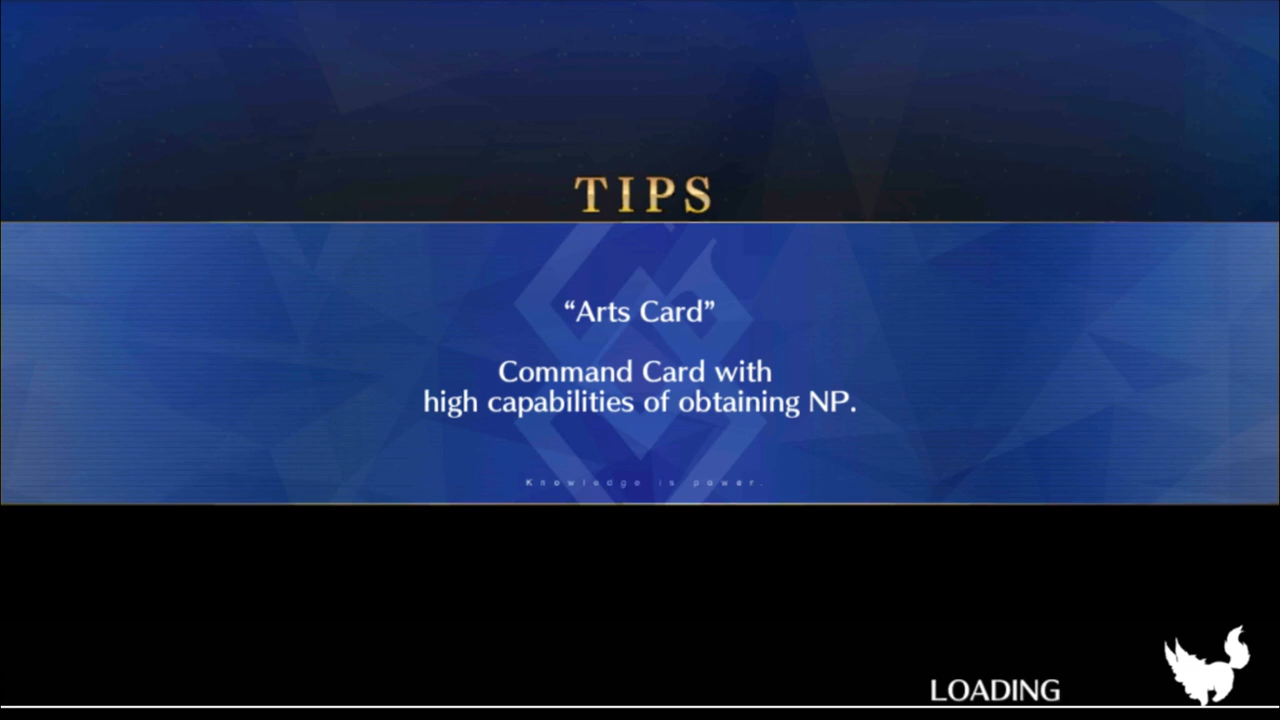 TIPS
“Arts Card”
Command Card with
high capabilities of obtaining NP.
Knowledge is power.
LOADING